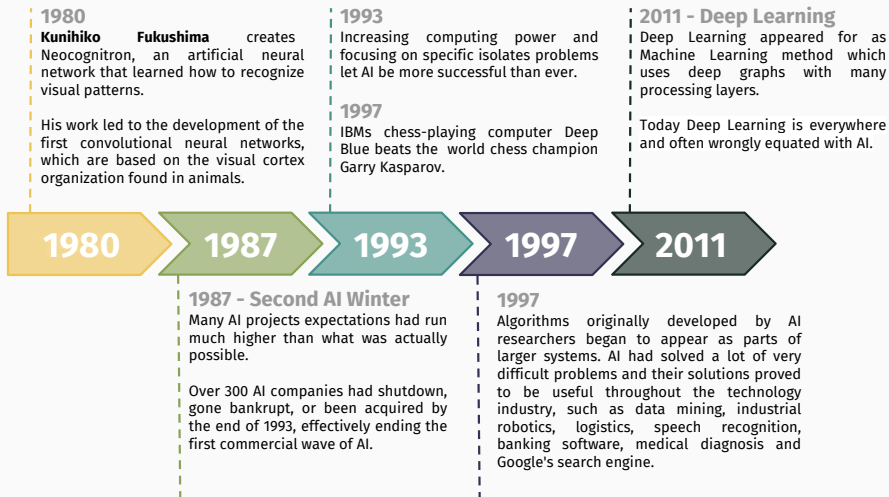 1980
Kunihiko Fukushima creates
Neocognitron, an artificial neural
network that learned how to recognize
visual patterns.
His work led to the development of the
first convolutional neural networks,
which are based on the visual cortex
organization found in animals.
1993
Increasing computing power and
focusing on specific isolates problems
let AI be more successful than ever.
1997
IBMs chess-playing computer Deep
Blue beats the world chess champion
Garry Kasparov.
2011 - Deep Learning
Deep Learning appeared for as
Machine Learning method which
uses deep graphs with many
processing layers.
Today Deep Learning is everywhere
and often wrongly equated with AI.
1980
1987
1993
1997
2011
1987 - Second AI Winter
Many AI projects expectations had run
much higher than what was actually
possible.
Over 300 AI companies had shutdown,
gone bankrupt, or been acquired by
the end of 1993, effectively ending the
first commercial wave of AI.
1997
Algorithms originally developed by AI
researchers began to appear as parts of
larger systems. AI had solved a lot of very
difficult problems and their solutions proved
to be useful throughout the technology
industry, such as data mining, industrial
robotics, logistics, speech recognition,
banking software, medical diagnosis and
Google's search engine.